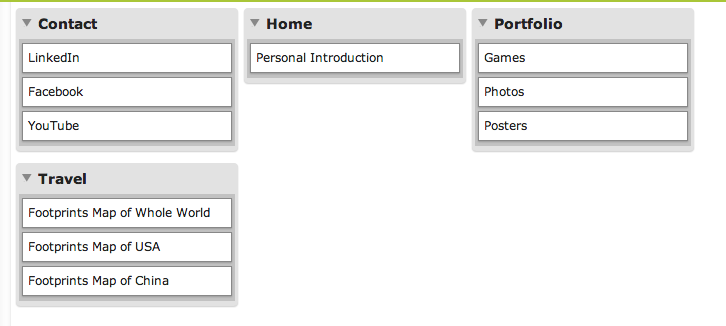 Contact
LinkedIn
Facebook
YouTube
Home
Personal Introduction
Portfolio
Games
Photos
Posters
Travel
Footprints Map of Whole World
Footprints Map of USA
Footprints Map of China